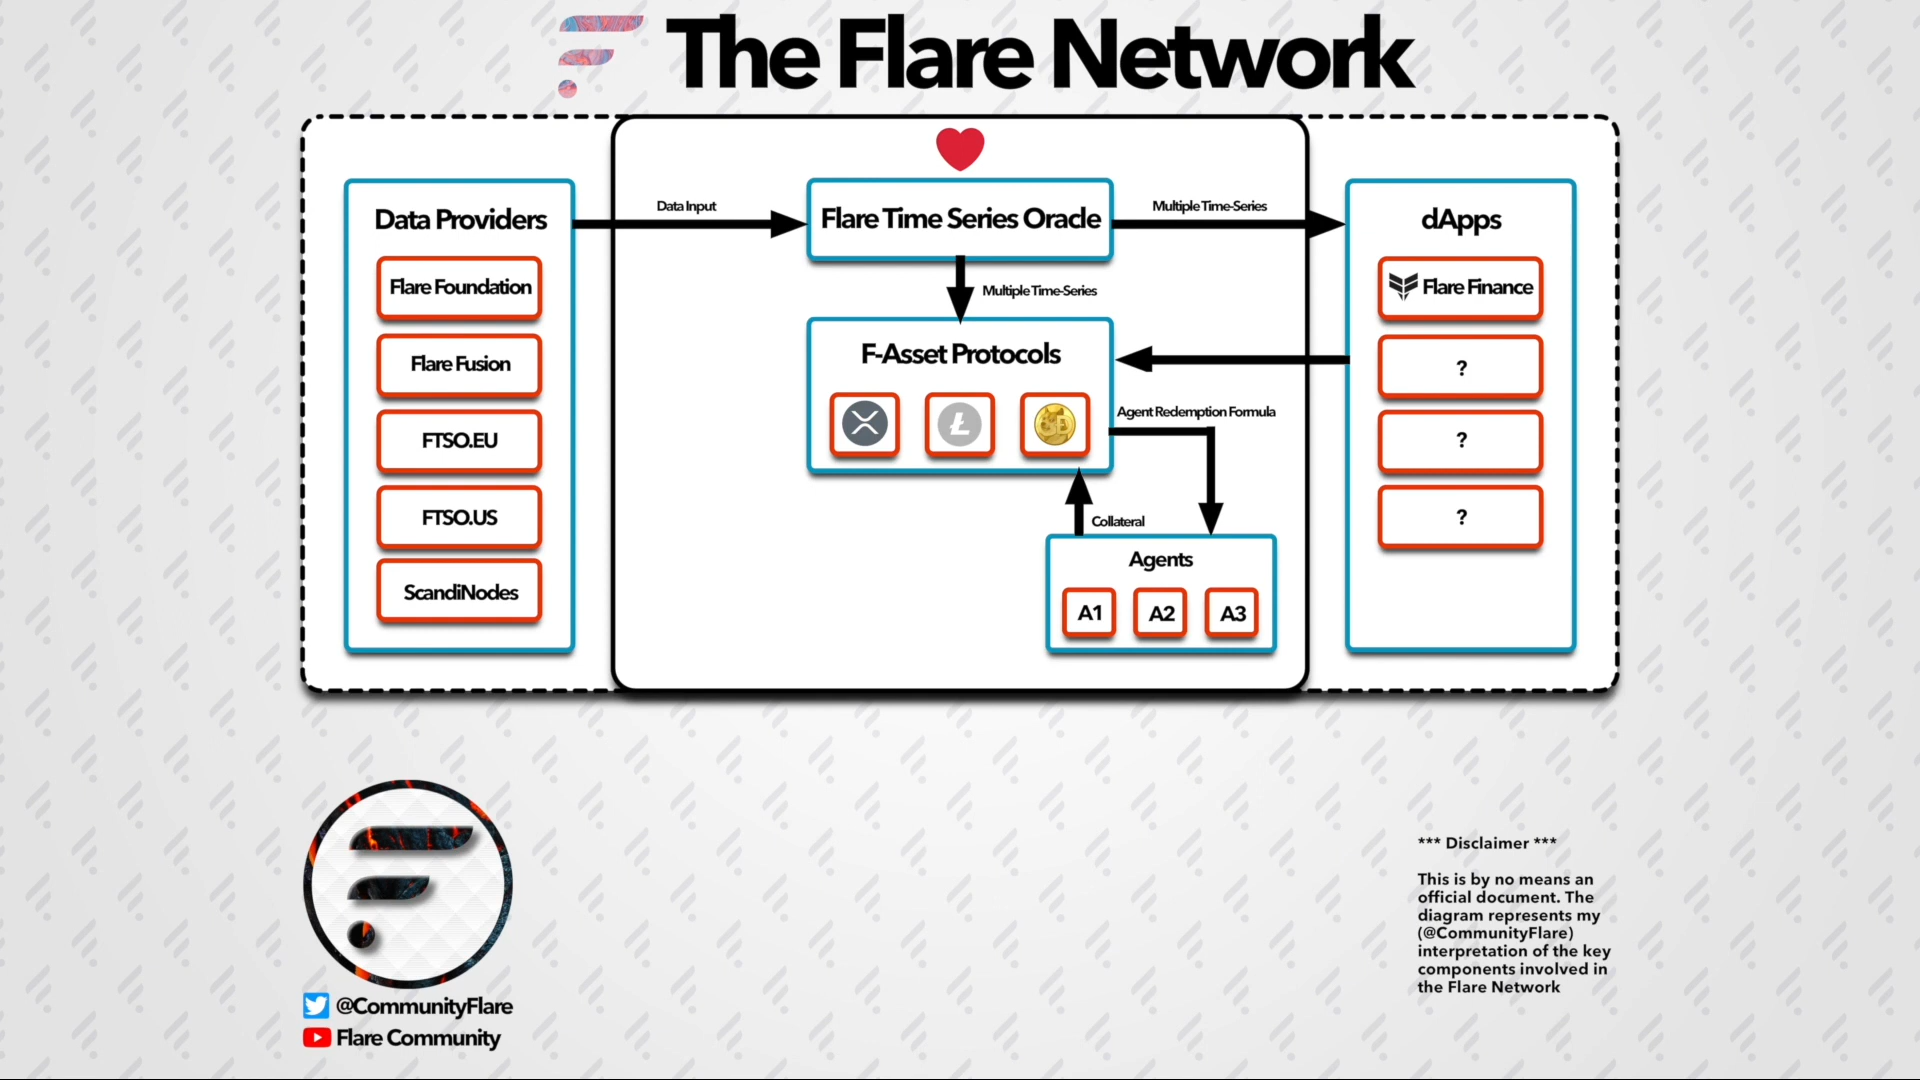 The Flare Network
Data Providers
Flare Foundation
Flare Fusion
FTSO.EU
FTSO.US
ScandiNodes
Data Input
Flare Time Series Oracle
Multiple Time-Series
Multiple Time-Series
F-Asset Protocols
Agent Redemption Formula
Collateral
Agents
A1
A2
A3
dApps
Flare Finance
?
?
?
@CommunityFlare
Flare Community
*** Disclaimer ***
This is by no means an
official document. The
diagram represents my
(@CommunityFlare)
interpretation of the key
components involved in
the Flare Network